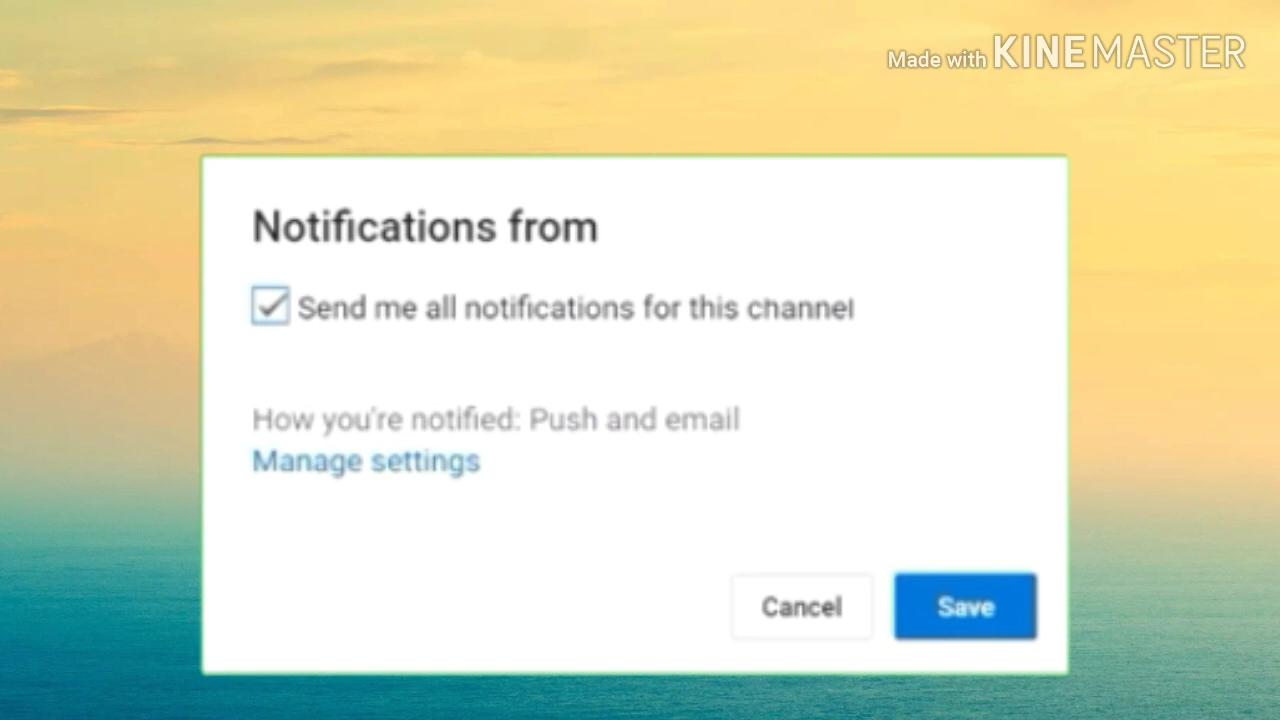 Made with KINEMASTER
Notifications from
Send me all notifications for this channel
How you're notified: Push and email
Manage settings
Cancel
Save